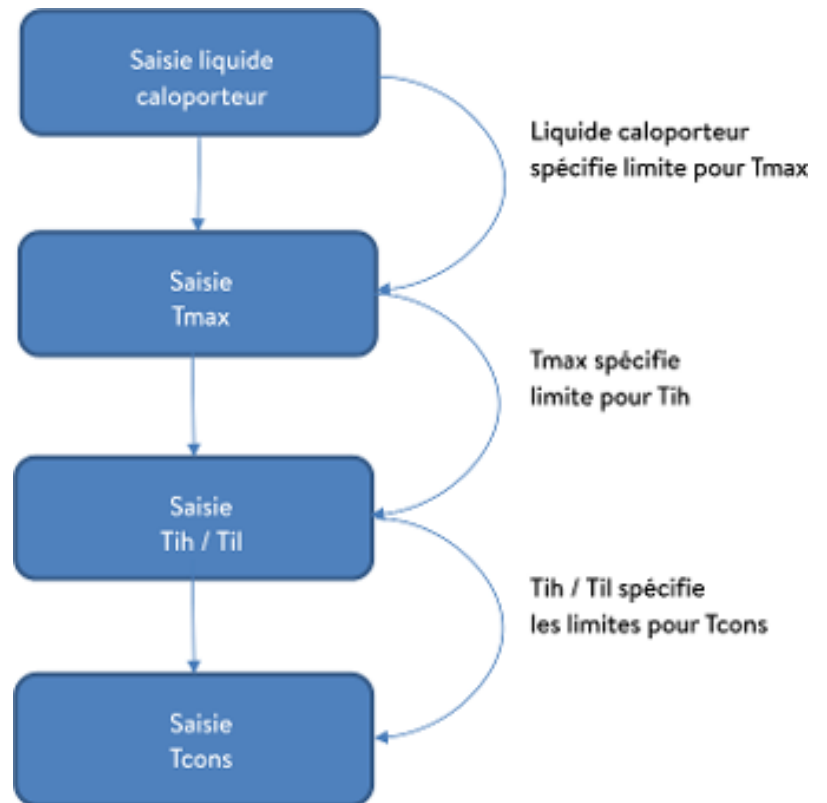 Saisie liquide
caloporteur
Liquide caloporteur
spécifie limite pour Tmax
Saisie
Tmax
Tmax spécifie
limite pour Tih
Saisie
Tih / Til
Tih / Til spécifie
les limites pour Tcons
Saisie
Tcons